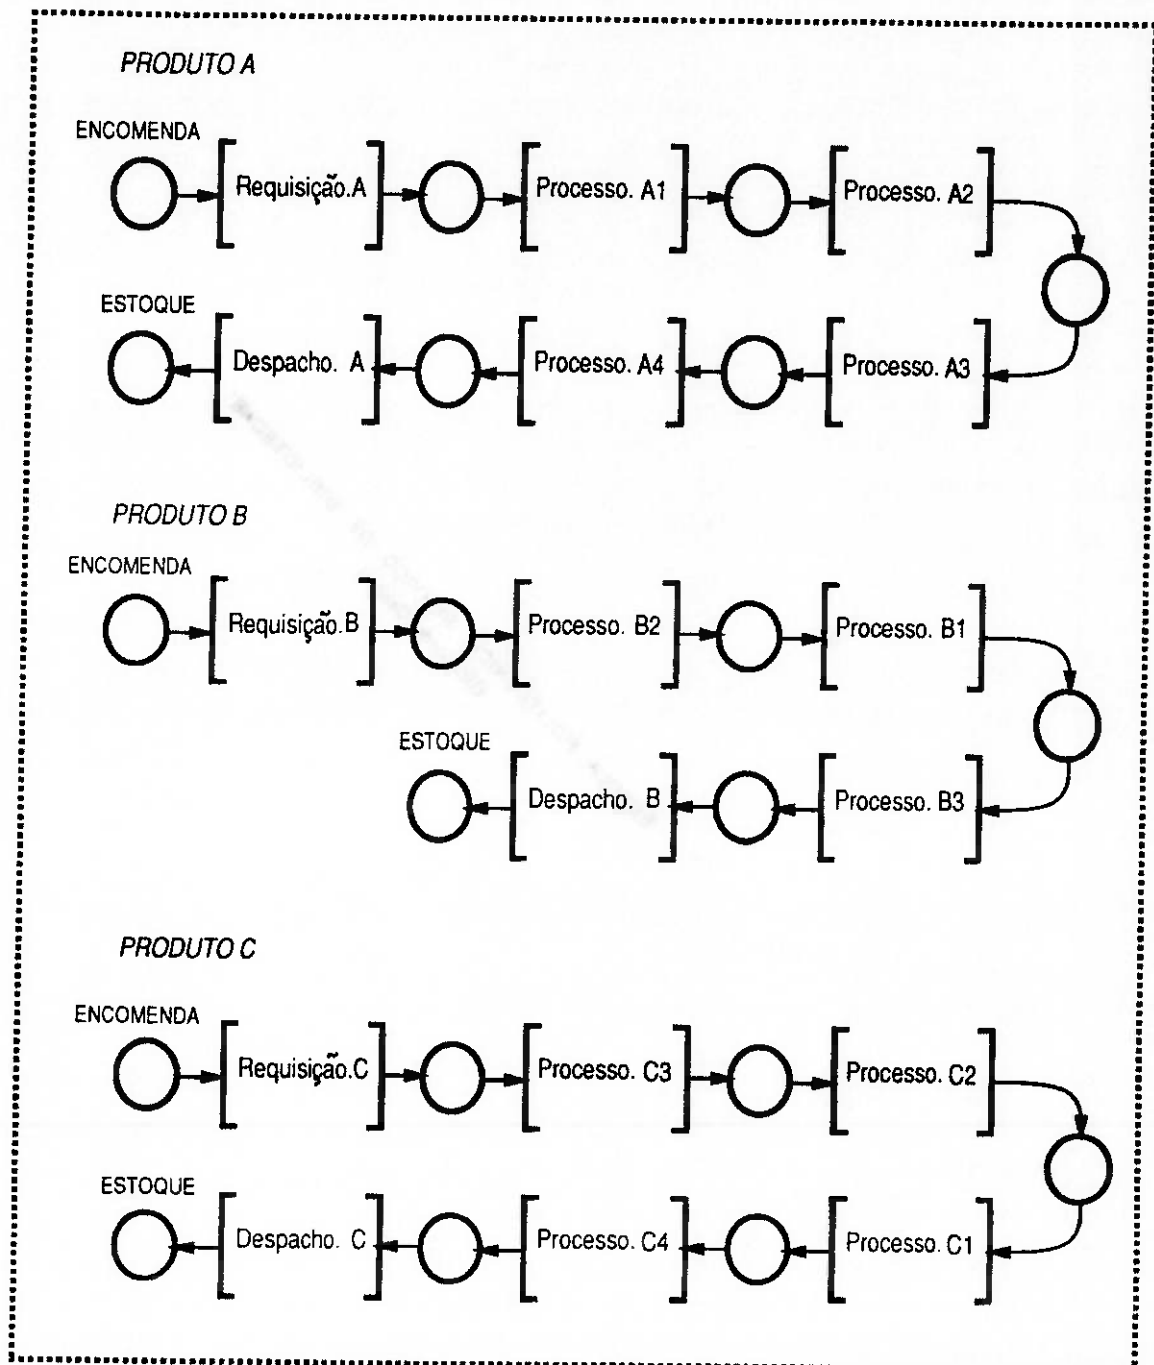 PRODUTO A
ENCOMENDA
Requisição.A
Processo. A1
Processo. A2
ESTOQUE
Despacho. A
Processo. A4
Processo. A3
PRODUTO B
ENCOMENDA
Requisição.B
Processo. B2
Processo. B1
ESTOQUE
Despacho. B
Processo. B3
PRODUTO C
ENCOMENDA
Requisição.C
Processo. C3
Processo. C2
ESTOQUE
Despacho. C
Processo. C4
Processo. C1